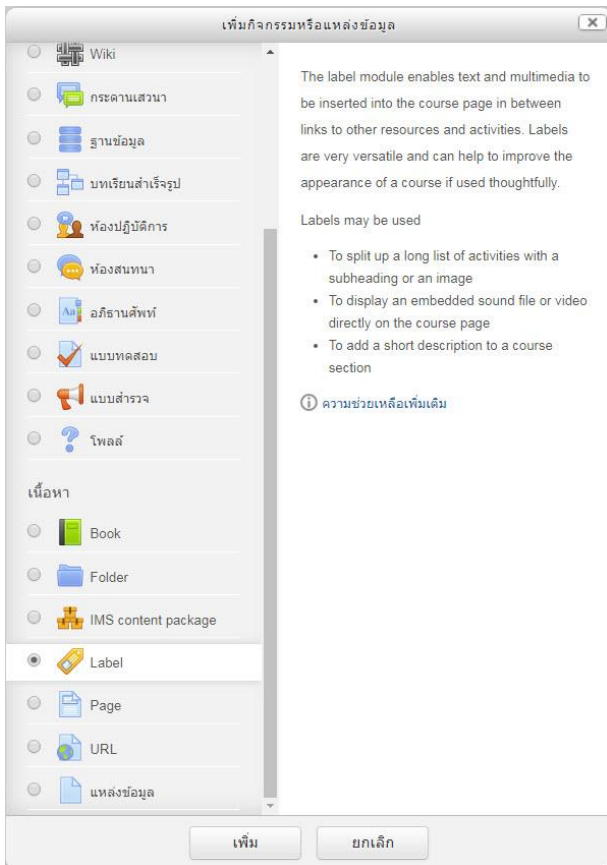 เพิ่มกิจกรรมหรือแหล่งข้อมูล
Wiki
กระดานเสวนา
ฐานข้อมูล
บทเรียนสำเร็จรูป
ห้องปฏิบัติการ
ห้องสนทนา
อภิธานศัพท์
แบบทดสอบ
แบบสำรวจ
โพลล์
เนื้อหา
Book
Folder
IMS content package
Label
Page
URL
แหล่งข้อมูล
The label module enables text and multimedia to
be inserted into the course page in between
links to other resources and activities. Labels
are very versatile and can help to improve the
appearance of a course if used thoughtfully.
Labels may be used
• To split up a long list of activities with a
subheading or an image
• To display an embedded sound file or video
directly on the course page
• To add a short description to a course
section
ความช่วยเหลือเพิ่มเติม
เพิ่ม
ยกเลิก